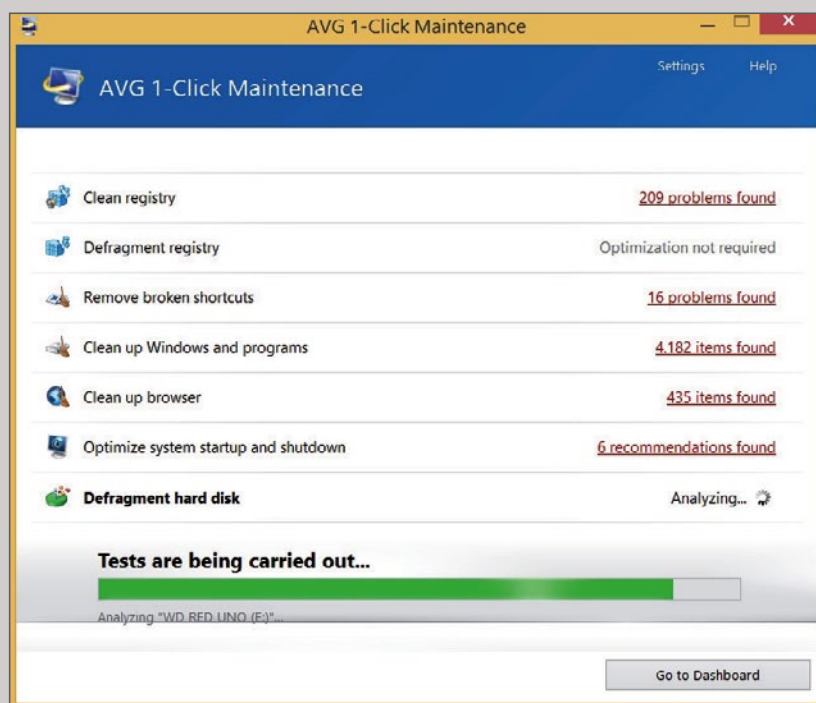 AVG 1-Click Maintenance
Settings Help
AVG 1-Click Maintenance
Clean registry 209 problems found
Defragment registry Optimization not required
Remove broken shortcuts 16 problems found
Clean up Windows and programs 4.182 items found
Clean up browser 435 items found
Optimize system startup and shutdown 6 recommendations found
Defragment hard disk Analyzing...
Tests are being carried out...
Analyzing "WD RED UNO (E:)"...
Go to Dashboard